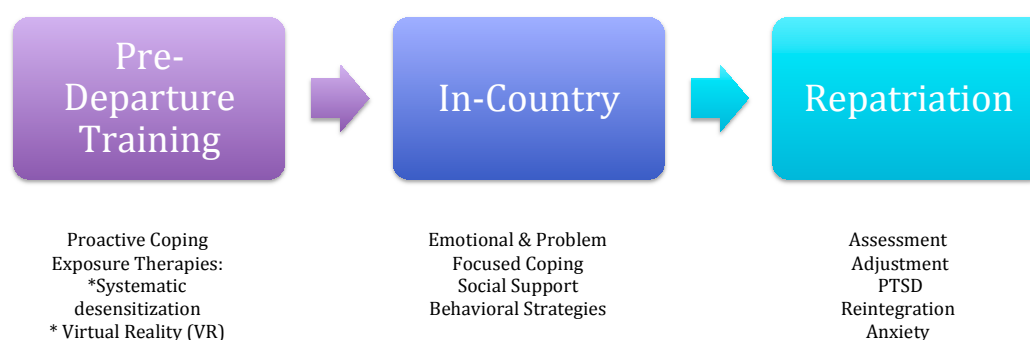 Pre-
Departure
Training
In-Country
Repatriation
Proactive Coping
Exposure Therapies:
*Systematic
desensitization
* Virtual Reality (VR)
Emotional & Problem
Focused Coping
Social Support
Behavioral Strategies
Assessment
Adjustment
PTSD
Reintegration
Anxiety